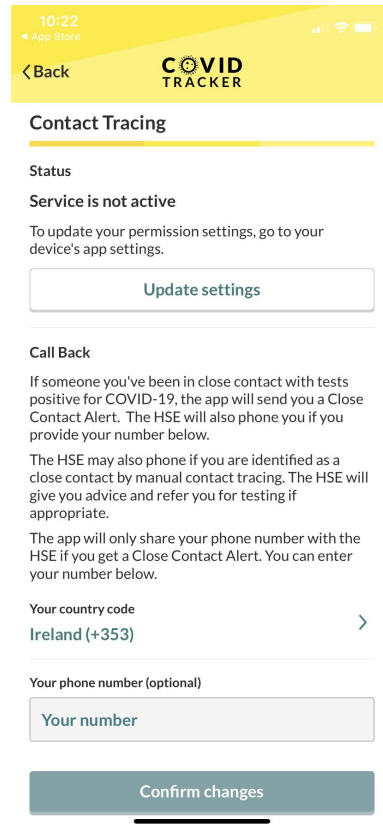 10:22
App Store
Back
COVID
TRACKER
Contact Tracing
Status
Service is not active
To update your permission settings, go to your
device's app settings.
Update settings
Call Back
If someone you've been in close contact with tests
positive for COVID-19, the app will send you a Close
Contact Alert.  The HSE will also phone you if you
provide your number below.
The HSE may also phone if you are identified as a
close contact by manual contact tracing. The HSE will
give you advice and refer you for testing if
appropriate.
The app will only share your phone number with the
HSE if you get a Close Contact Alert. You can enter
your number below.
Your country code
Ireland (+353)
Your phone number (optional)
Your number
Confirm changes